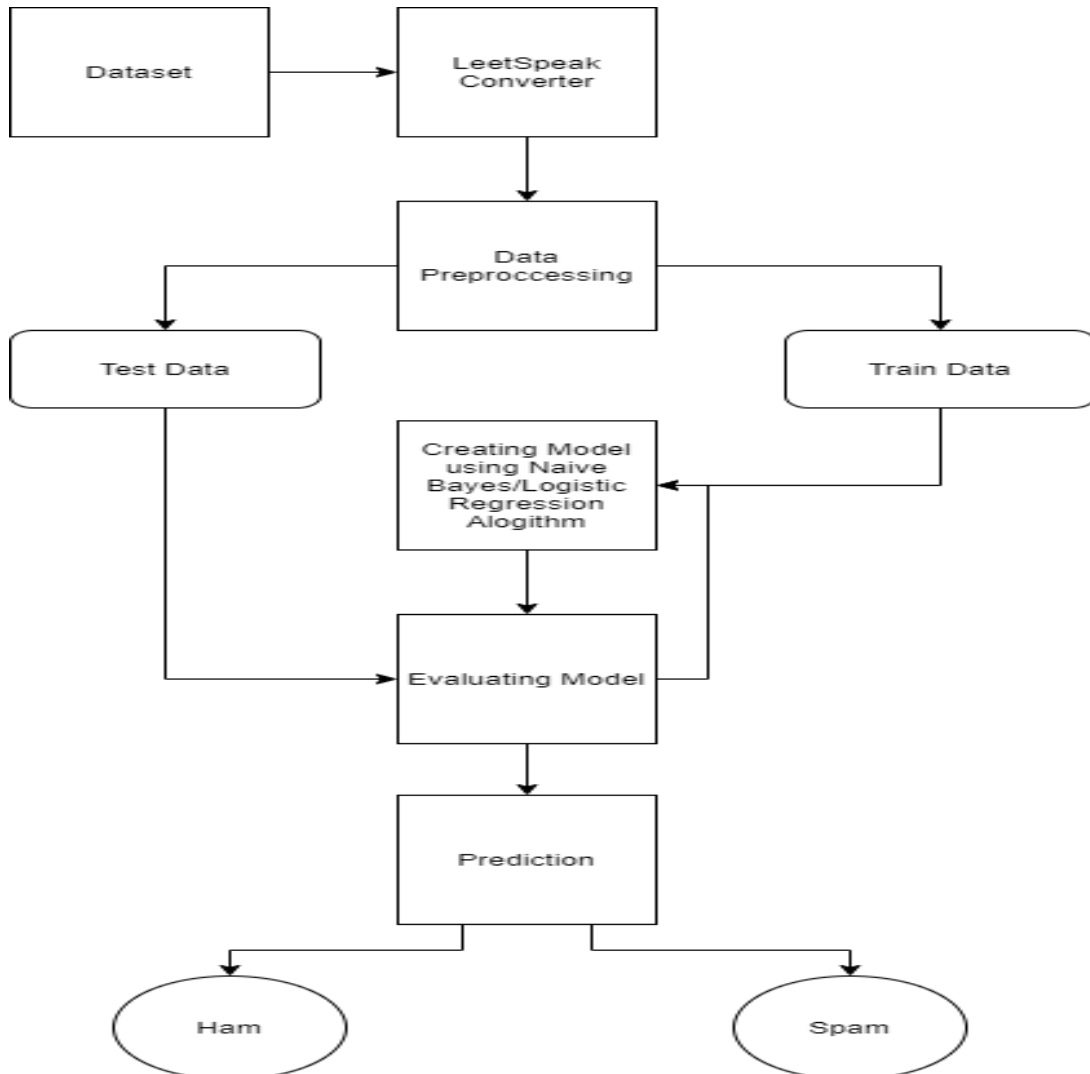 Dataset
LeetSpeak
Converter
Data
Preproccessing
Test Data
Train Data
Creating Model
using Naive
Bayes/Logistic
Regression
Alogithm
Evaluating Model
Prediction
Ham
Spam